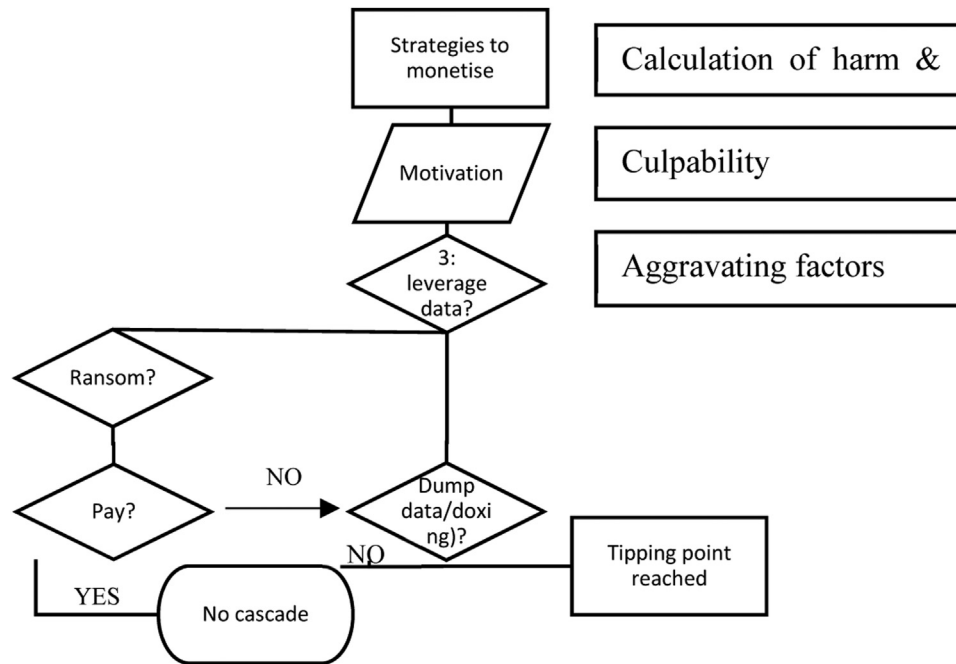 Strategies to
monetise
Calculation of harm &
Motivation
Culpability
3:
leverage
data?
Aggravating factors
Ransom?
Pay?
NO
Dump
data/doxi
ng)?
NO
Tipping point
reached
YES
No cascade